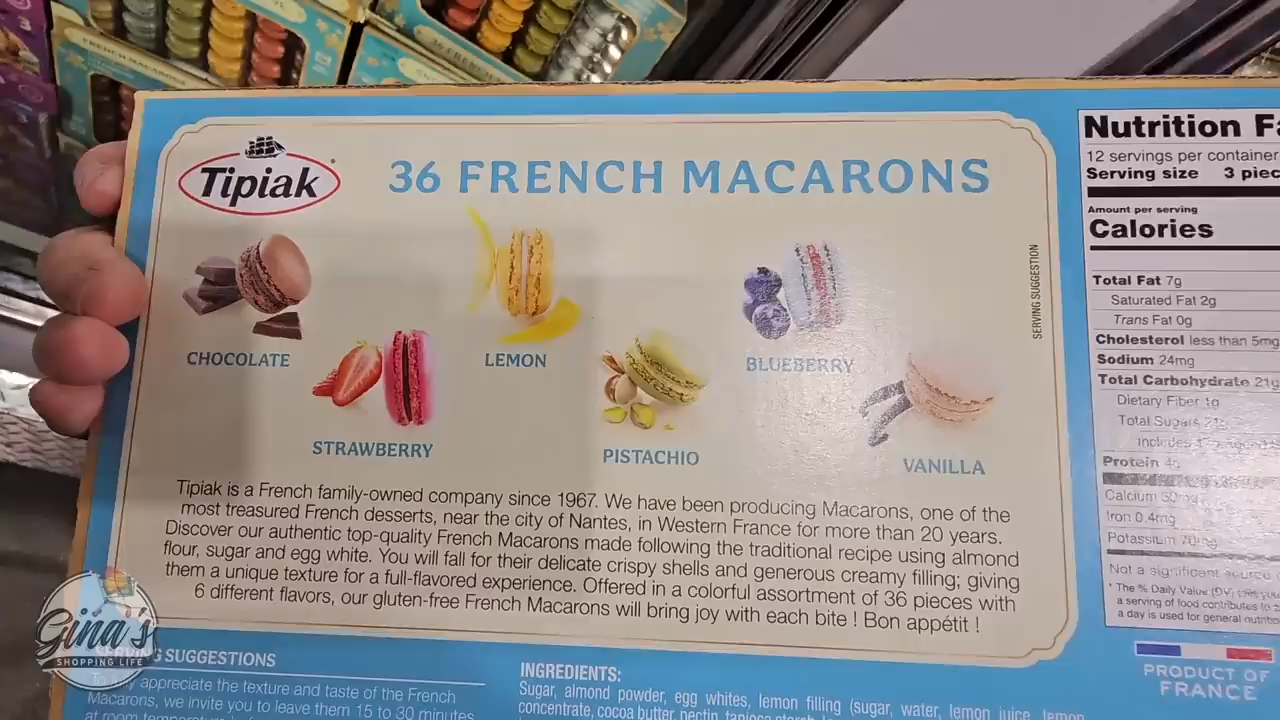 Tipiak
36 FRENCH MACARONS
CHOCOLATE
LEMON
BLUEBERRY
STRAWBERRY
PISTACHIO
VANILLA
SERVING SUGGESTION
Tipiak is a French family-owned company since 1967. We have been producing Macarons, one of the
most treasured French desserts, near the city of Nantes, in Western France for more than 20 years.
Discover our authentic top-quality French Macarons made following the traditional recipe using almond
flour, sugar and egg white. You will fall for their delicate crispy shells and generous creamy filling; giving
them a unique texture for a full-flavored experience. Offered in a colorful assortment of 36 pieces with
6 different flavors, our gluten-free French Macarons will bring joy with each bite ! Bon appétit !
Nutrition
12 servings per container
Serving size 3
Amount per serving
Calories
Total Fat 7g
Saturated Fat 2g
Trans Fat 0g
Cholesterol less than 5mg
Sodium 24mg
Total Carbohydrate 21g
Dietary Fiber 1g
Total Sugars
Protein 4g
Calcium 50mg
Iron 0.4mg
Potassium
Not a significant source
* The % Daily Value (DV)
a serving of food contributes to
a day is used for general
PRODUCT OF
FRANCE
SERVING SUGGESTIONS
appreciate the texture and taste of the French
Macarons, we invite you to leave them 15 to 30 minutes
at room
INGREDIENTS:
Sugar, almond powder, egg whites, lemon filling (sugar, water, lemon juice, lemon
concentrate, cocoa butter, pectin, tapioca starch,
Gina's
SHOPPING LIFE
FRENCH MACARONS
36 FRENCH